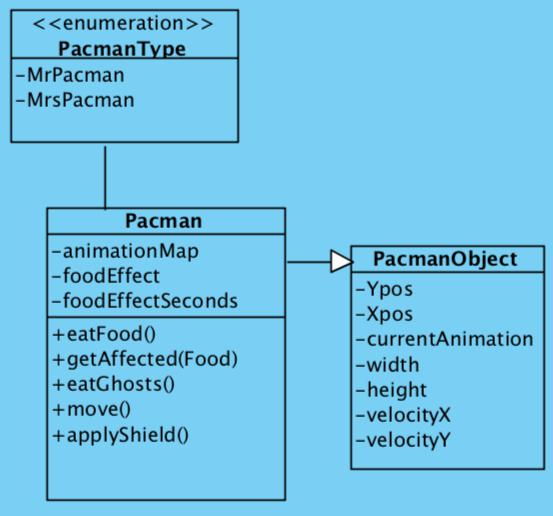 <<enumeration>>
PacmanType
-MrPacman
-MrsPacman
Pacman
-animationMap
-foodEffect
-foodEffectSeconds
+eatFood()
+getAffected(Food)
+eatGhosts()
+move()
+applyShield()
PacmanObject
-Ypos
-Xpos
-currentAnimation
-width
-height
-velocityX
-velocityY